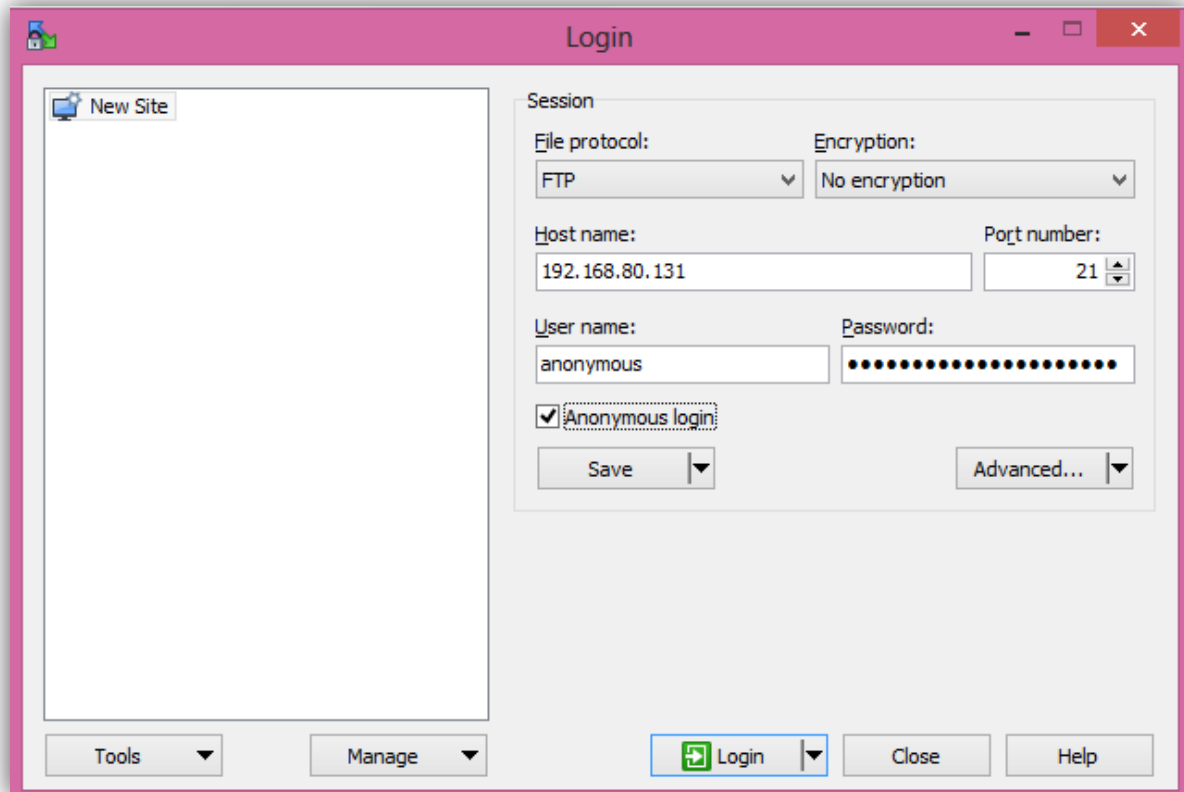 Login
New Site
Session
File protocol: Encryption:
FTP No encryption
Host name: Port number:
192.168.80.131 21
User name: Password:
anonymous ●●●●●●●●●●●●●●●●●●●●●
Anonymous login
Save Advanced...
Tools Manage Login Close Help